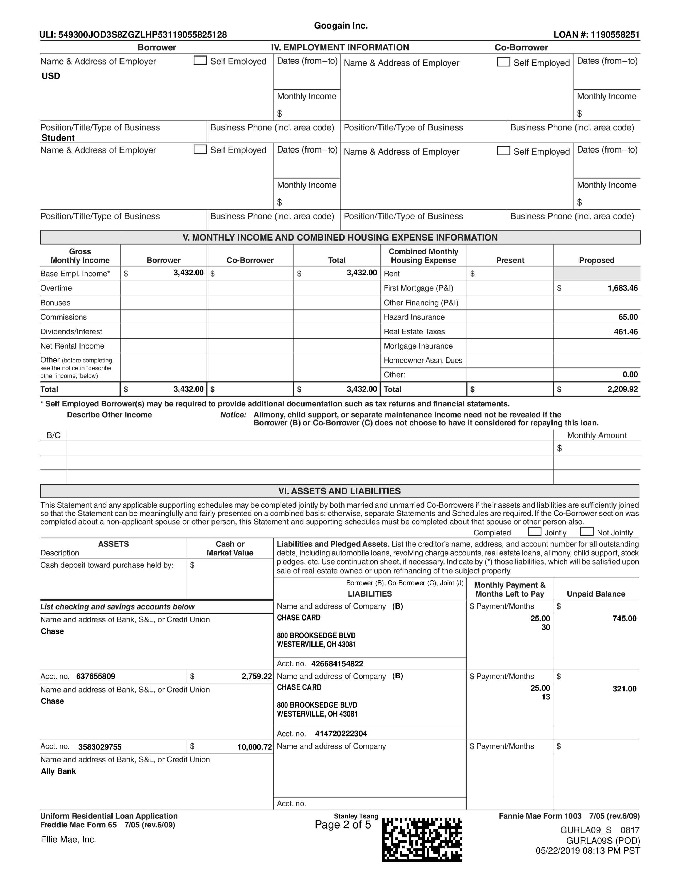 Googain Inc.
ULI: 549300JOD3S8ZGZLHP53119055825128 LOAN #: 1190558251
Borrower IV. EMPLOYMENT INFORMATION Co-Borrower
Name & Address of Employer Self Employed Dates (from–to) Name & Address of Employer Self Employed Dates (from–to)
USD
Monthly Income Monthly Income
$ $
Position/Title/Type of Business Business Phone (incl. area code) Position/Title/Type of Business Business Phone (incl. area code)
Student
Name & Address of Employer Self Employed Dates (from–to) Name & Address of Employer Self Employed Dates (from–to)
Monthly Income Monthly Income
$ $
Position/Title/Type of Business Business Phone (incl. area code) Position/Title/Type of Business Business Phone (incl. area code)
V. MONTHLY INCOME AND COMBINED HOUSING EXPENSE INFORMATION
Gross Combined Monthly
Monthly Income Borrower Co-Borrower Total Housing Expense Present Proposed
Base Empl. Income* $ 3,432.00 $ $ 3,432.00 Rent $
Overtime First Mortgage (P&I) $ 1,683.46
Bonuses Other Financing (P&I)
Commissions Hazard Insurance 65.00
Dividends/Interest Real Estate Taxes 461.46
Net Rental Income Mortgage Insurance
Other (before completing, Homeowner Assn. Dues
see the notice in "describe
other income," below) Other: 0.00
Total $ 3,432.00 $ $ 3,432.00 Total $ $ 2,209.92
* Self Employed Borrower(s) may be required to provide additional documentation such as tax returns and financial statements.
Describe Other Income Notice: Alimony, child support, or separate maintenance income need not be revealed if the
Borrower (B) or Co-Borrower (C) does not choose to have it considered for repaying this loan.
B/C Monthly Amount
$
VI. ASSETS AND LIABILITIES
This Statement and any applicable supporting schedules may be completed jointly by both married and unmarried Co-Borrowers if their assets and liabilities are sufficiently joined
so that the Statement can be meaningfully and fairly presented on a combined basis; otherwise, separate Statements and Schedules are required. If the Co-Borrower section was
completed about a non-applicant spouse or other person, this Statement and supporting schedules must be completed about that spouse or other person also.
Completed Jointly Not Jointly
ASSETS Cash or Liabilities and Pledged Assets. List the creditor's name, address, and account number for all outstanding
Description Market Value debts, including automobile loans, revolving charge accounts, real estate loans, alimony, child support, stock
Cash deposit toward purchase held by: $ pledges, etc. Use continuation sheet, if necessary. Indicate by (*) those liabilities, which will be satisfied upon
sale of real estate owned or upon refinancing of the subject property.
Borrower (B), Co-Borrower (C), Joint (J) Monthly Payment &
LIABILITIES Months Left to Pay Unpaid Balance
List checking and savings accounts below Name and address of Company (B) $ Payment/Months $
Name and address of Bank, S&L, or Credit Union CHASE CARD 25.00 745.00
Chase 30
800 BROOKSEDGE BLVD
WESTERVILLE, OH 43081
Acct. no. 426684154822
Acct. no. 637655809 $ 2,759.22 Name and address of Company (B) $ Payment/Months $
Name and address of Bank, S&L, or Credit Union CHASE CARD 25.00 321.00
Chase 13
800 BROOKSEDGE BLVD
WESTERVILLE, OH 43081
Acct. no. 414720222304
Acct. no. 3583029755 $ 10,000.72 Name and address of Company $ Payment/Months $
Name and address of Bank, S&L, or Credit Union
Ally Bank
Acct. no.
Uniform Residential Loan Application Stanley Tsang Fannie Mae Form 1003 7/05 (rev.6/09)
Freddie Mac Form 65 7/05 (rev.6/09) Page 2 of 5
GURLA09_S 0817
Ellie Mae, Inc. GURLA09S (POD)
05/22/2019 08:13 PM PST